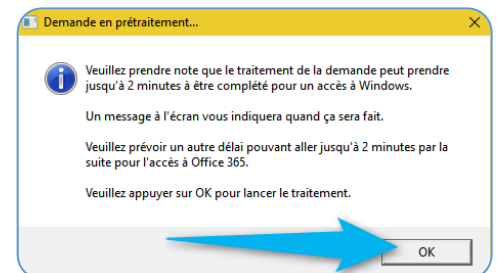 Demande en prétraitement...
Veuillez prendre note que le traitement de la demande peut prendre
jusqu'à 2 minutes à être complété pour un accès à Windows.
Un message à l'écran vous indiquera quand ça sera fait.
Veuillez prévoir un autre délai pouvant aller jusqu'à 2 minutes par la
suite pour l'accès à Office 365.
Veuillez appuyer sur OK pour lancer le traitement.
OK